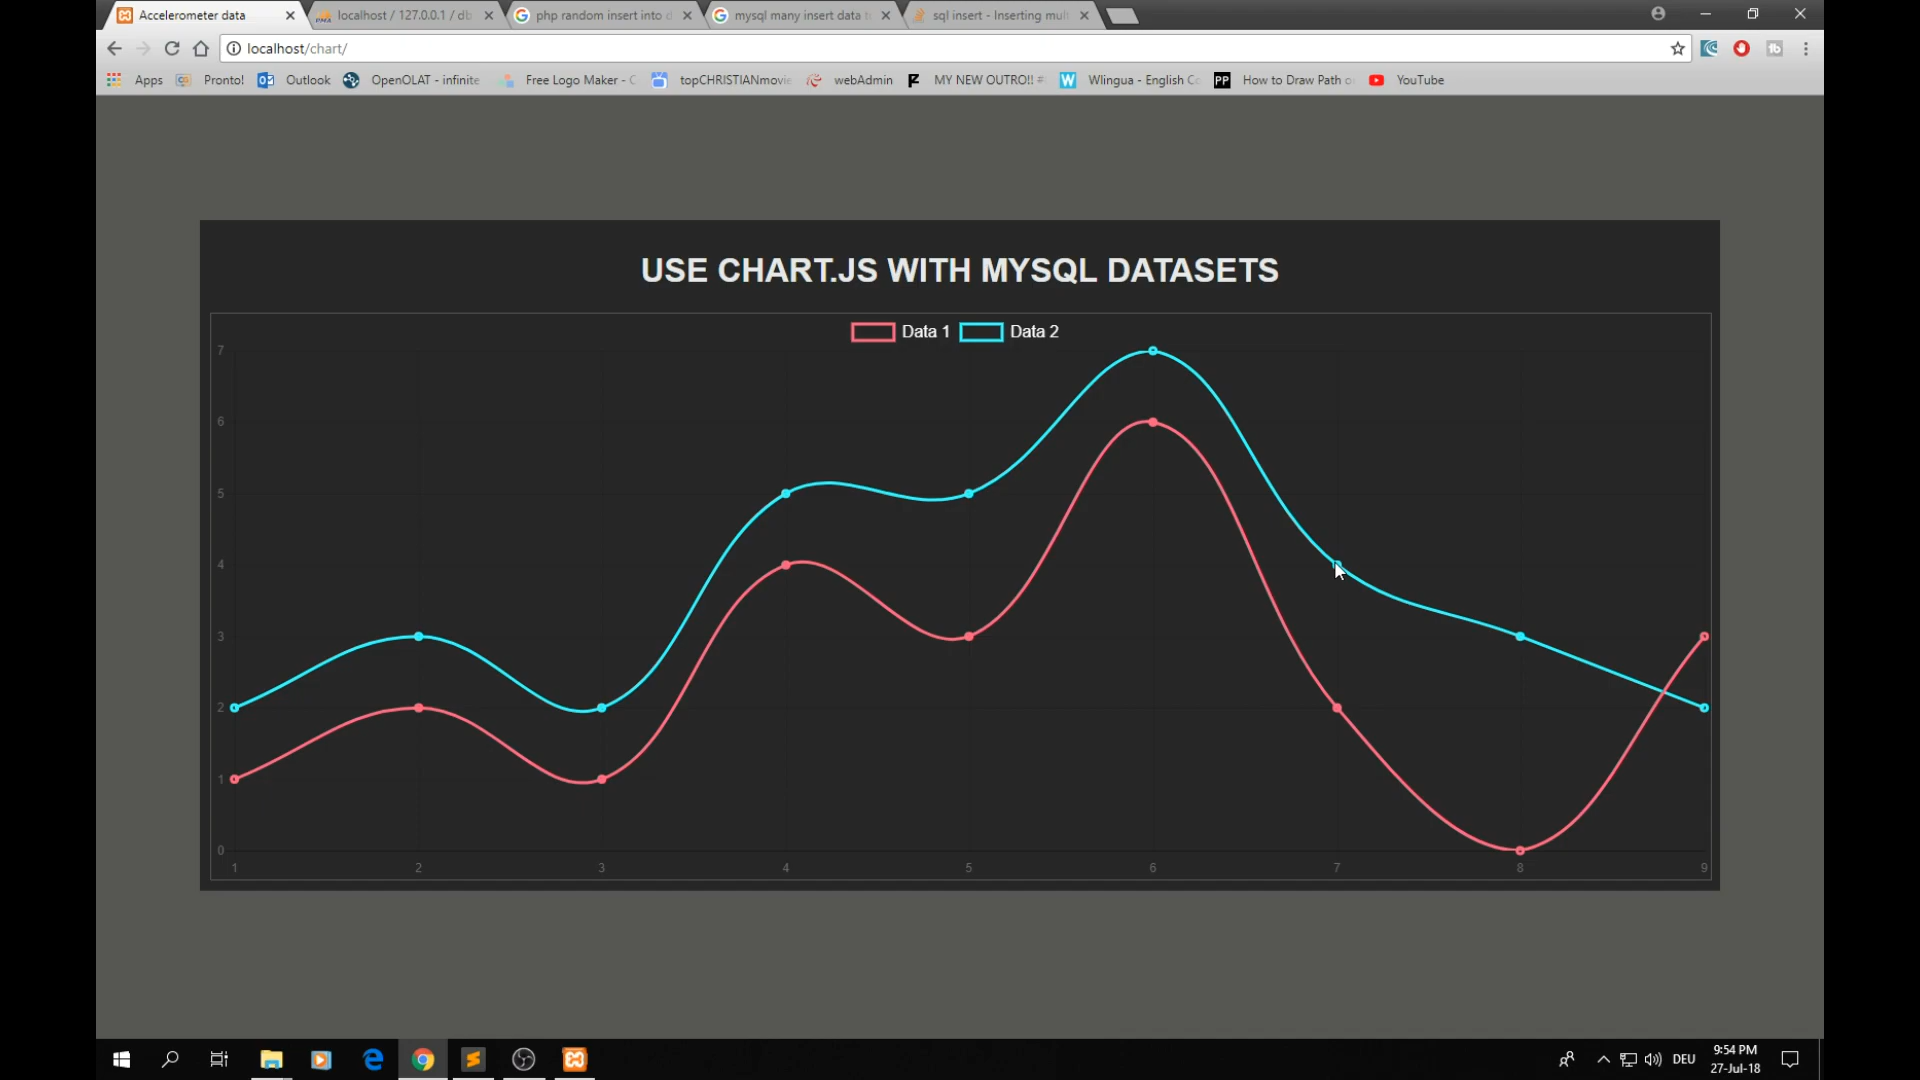 Accelerometer data
localhost / 127.0.0.1 / db
php random insert into d
mysql many insert data t
sql insert - Inserting mult
localhost/chart/
Apps
Pronto!
Outlook
OpenOLAT - infinite
Free Logo Maker - C
topCHRISTIANmovie
webAdmin
MY NEW OUTRO!! #
Wlingua - English Co
How to Draw Path o
YouTube
USE CHART.JS WITH MYSQL DATASETS
Data 1 Data 2
7
6
5
4
3
2
1
0
1 2 3 4 5 6 7 8 9
DEU
9:54 PM
27-Jul-18